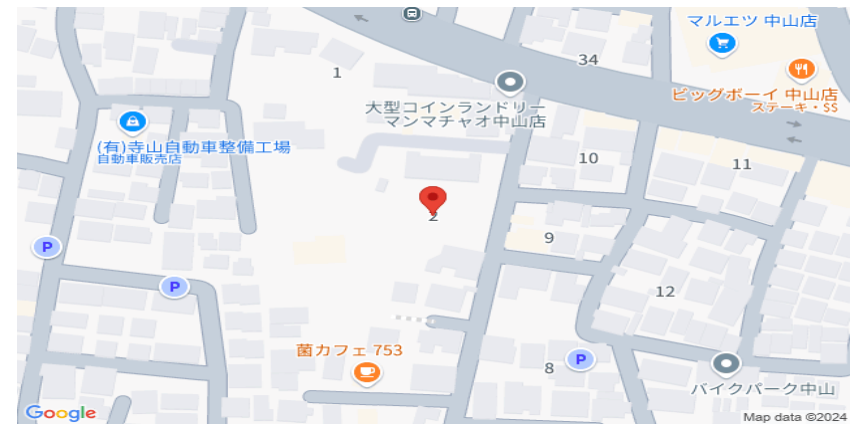 マルエツ 中山店
34
1
ビッグボーイ 中山店
ステーキ・SS
大型コインランドリー
マンマチャオ中山店
(有)寺山自動車整備工場
自動車販売店
10
11
2
9
P
P
12
菌カフェ 753
8
P
バイクパーク中山
Google
Map data ©2024